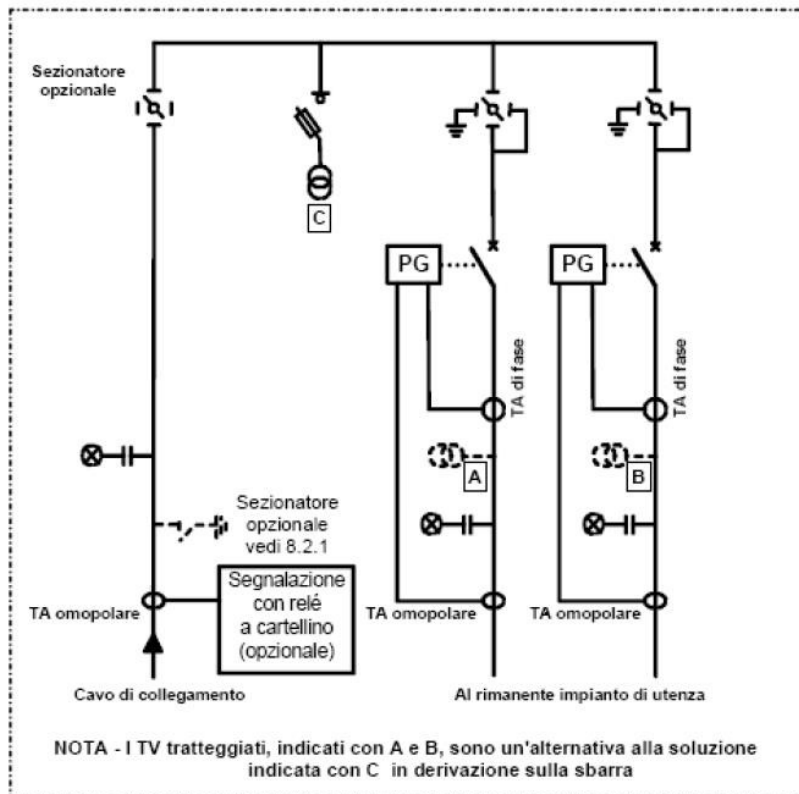 Sezionatore
opzionale
C
PG
PG
TA di fase
TA di fase
A
B
Sezionatore
opzionale
vedi 8.2.1
Segnalazione
con relé
a cartellino
(opzionale)
TA omopolare
TA omopolare
TA omopolare
Cavo di collegamento
Al rimanente impianto di utenza
NOTA - I TV tratteggiati, indicati con A e B, sono un'alternativa alla soluzione
indicata con C in derivazione sulla sbarra